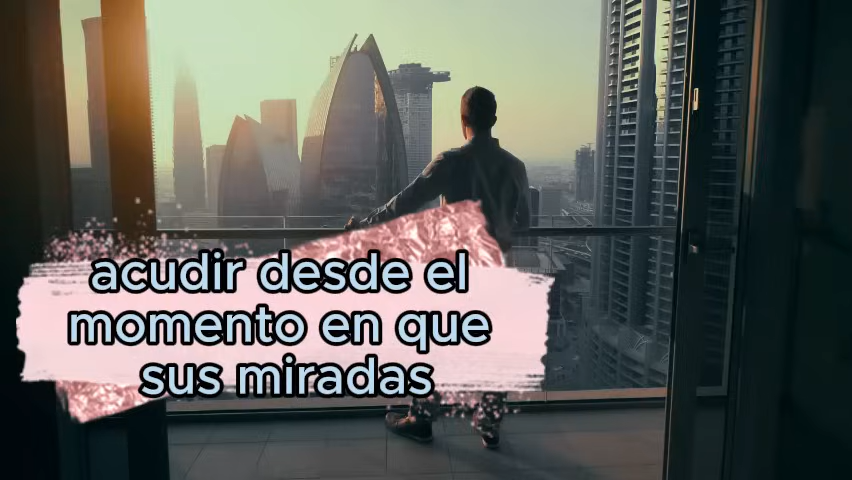 acudir desde el
momento en que
sus miradas